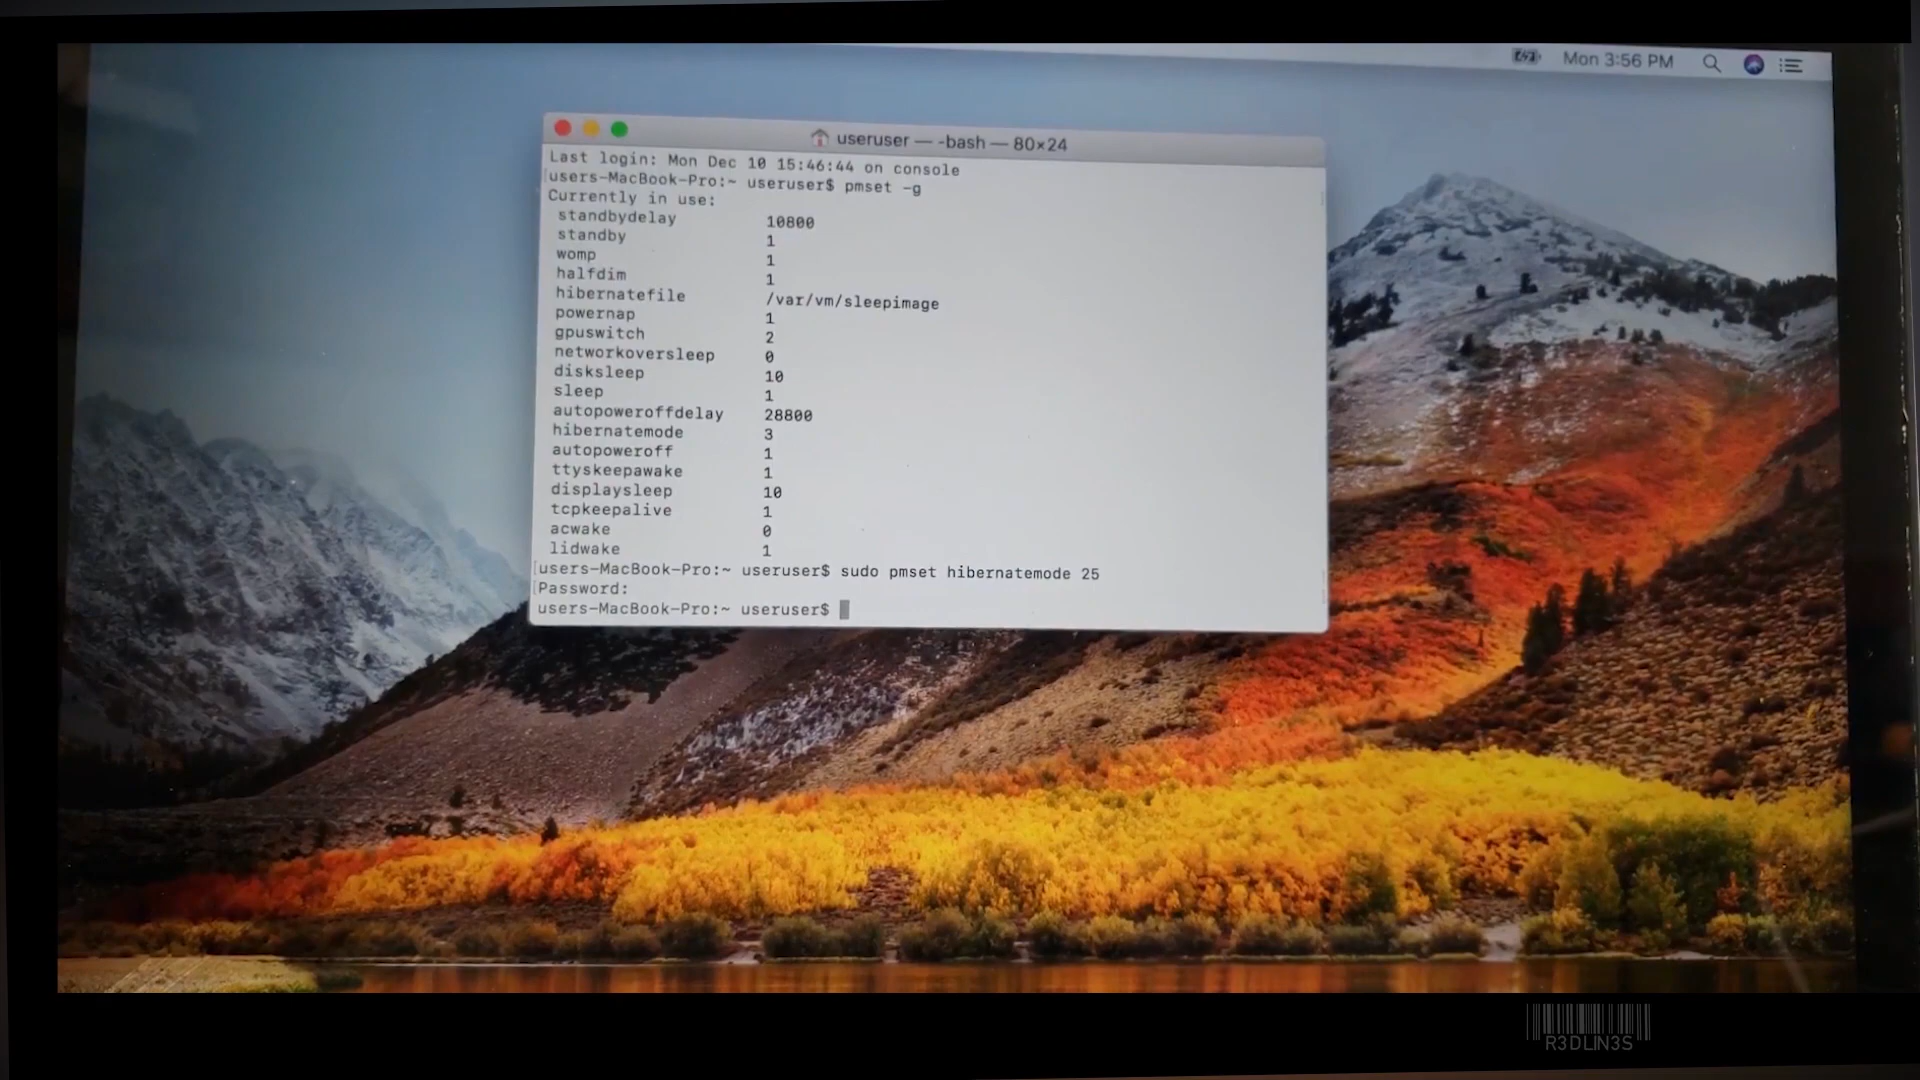 Mon 3:56 PM
useruser — -bash — 80×24
Last login: Mon Dec 10 15:46:44 on console
[users-MacBook-Pro:~ useruser$ pmset -g
Currently in use:
standbydelay 10800
standby 1
womp 1
halfdim 1
hibernatefile /var/vm/sleepimage
powernap 1
gpuswitch 2
networkoversleep 0
disksleep 10
sleep 1
autopoweroffdelay 28800
hibernatemode 3
autopoweroff 1
ttyskeepawake 1
displaysleep 10
tcpkeepalive 1
acwake 0
lidwake 1
[users-MacBook-Pro:~ useruser$ sudo pmset hibernatemode 25
[Password:
users-MacBook-Pro:~ useruser$
R3DLIN3S